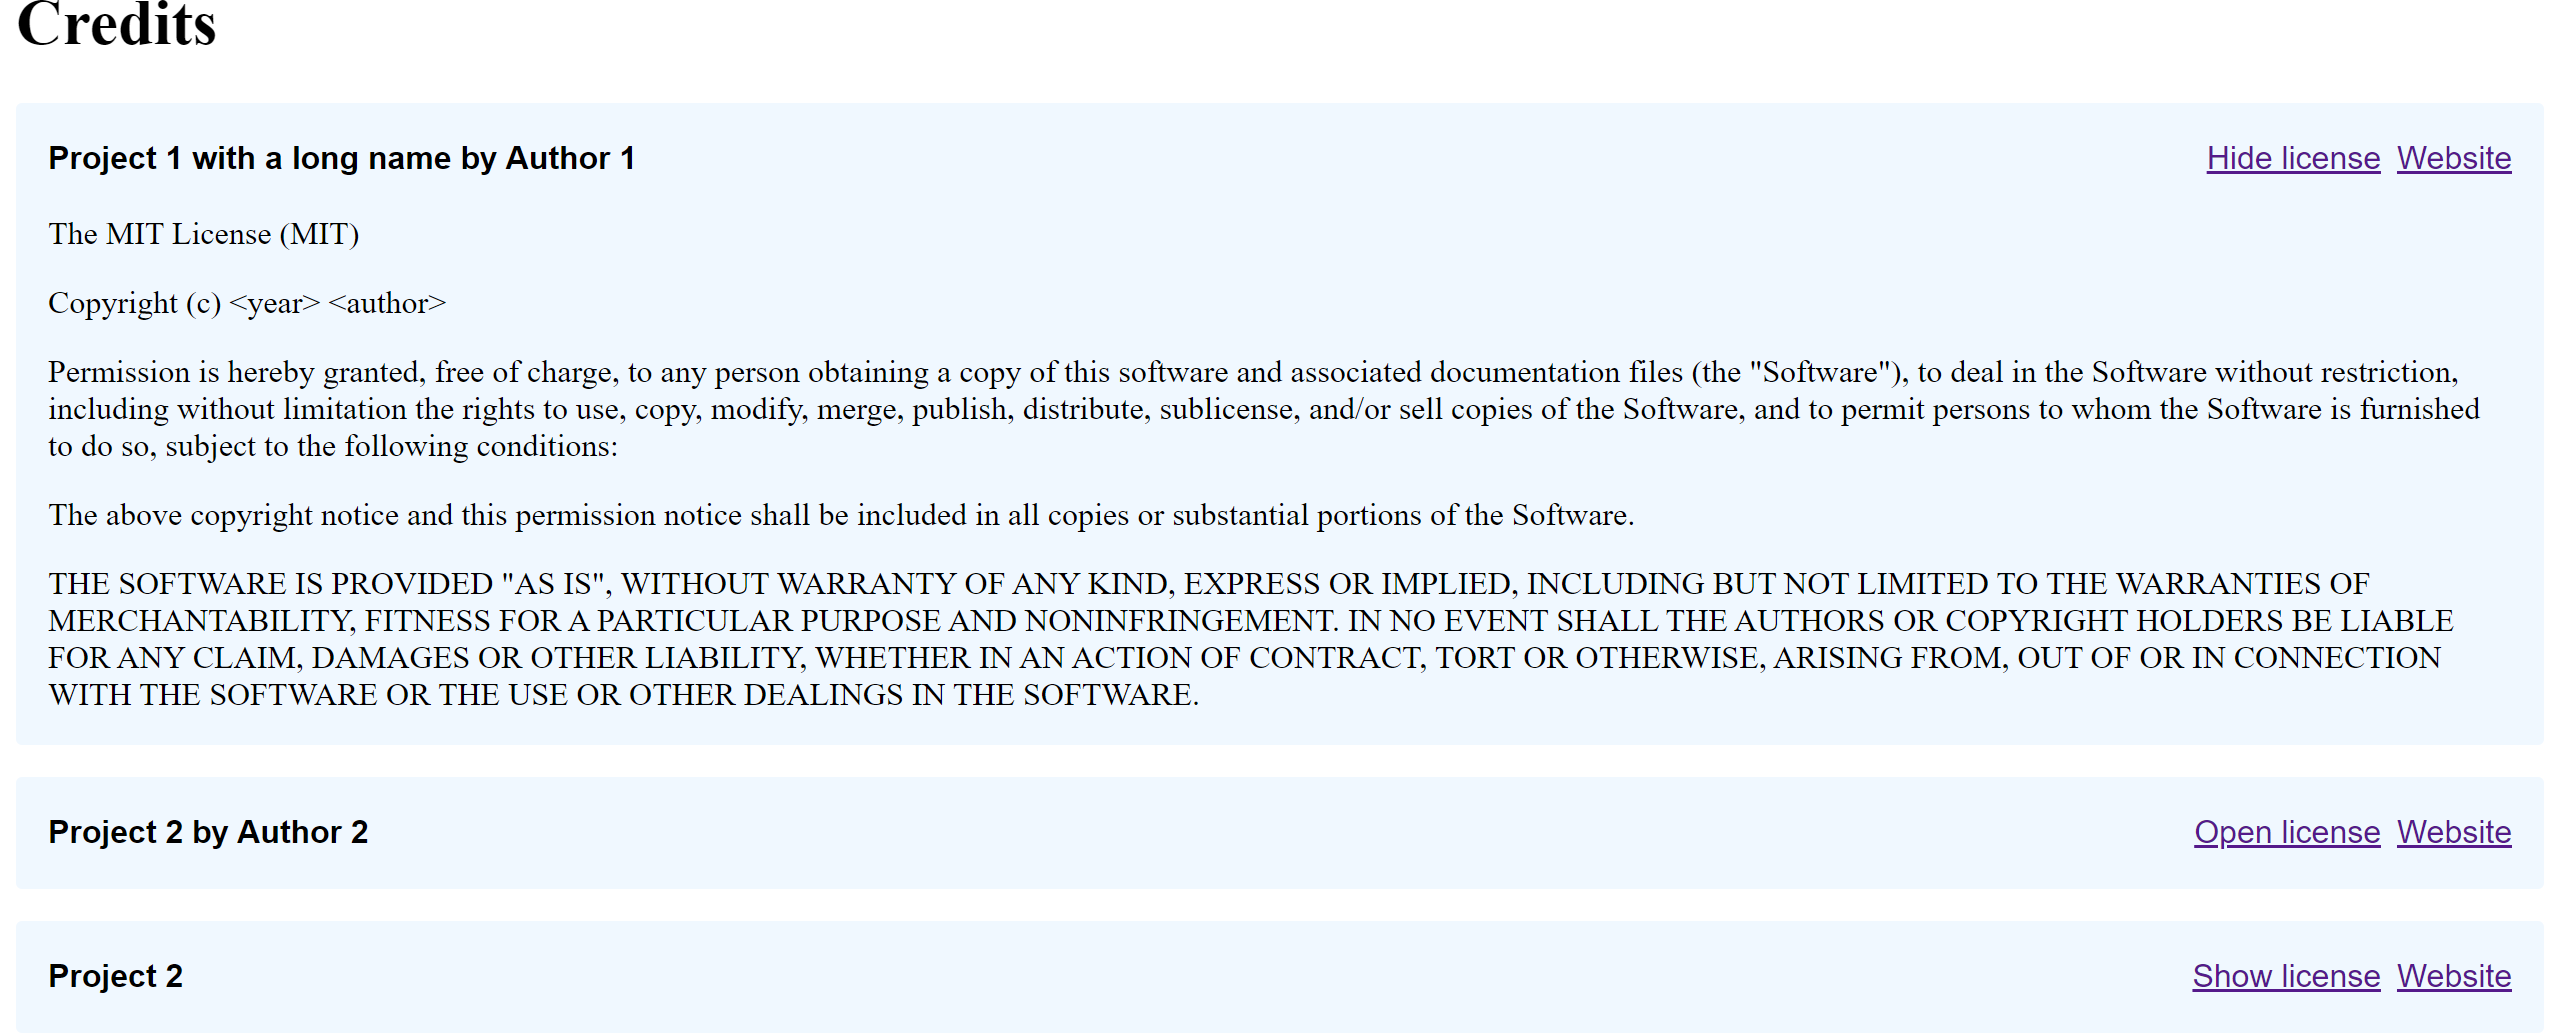 Credits
Project 1 with a long name by Author 1 Hide license Website
The MIT License (MIT)
Copyright (c) <year> <author>
Permission is hereby granted, free of charge, to any person obtaining a copy of this software and associated documentation files (the "Software"), to deal in the Software without restriction,
including without limitation the rights to use, copy, modify, merge, publish, distribute, sublicense, and/or sell copies of the Software, and to permit persons to whom the Software is furnished
to do so, subject to the following conditions:
The above copyright notice and this permission notice shall be included in all copies or substantial portions of the Software.
THE SOFTWARE IS PROVIDED "AS IS", WITHOUT WARRANTY OF ANY KIND, EXPRESS OR IMPLIED, INCLUDING BUT NOT LIMITED TO THE WARRANTIES OF
MERCHANTABILITY, FITNESS FOR A PARTICULAR PURPOSE AND NONINFRINGEMENT. IN NO EVENT SHALL THE AUTHORS OR COPYRIGHT HOLDERS BE LIABLE
FOR ANY CLAIM, DAMAGES OR OTHER LIABILITY, WHETHER IN AN ACTION OF CONTRACT, TORT OR OTHERWISE, ARISING FROM, OUT OF OR IN CONNECTION
WITH THE SOFTWARE OR THE USE OR OTHER DEALINGS IN THE SOFTWARE.
Project 2 by Author 2 Open license Website
Project 2 Show license Website